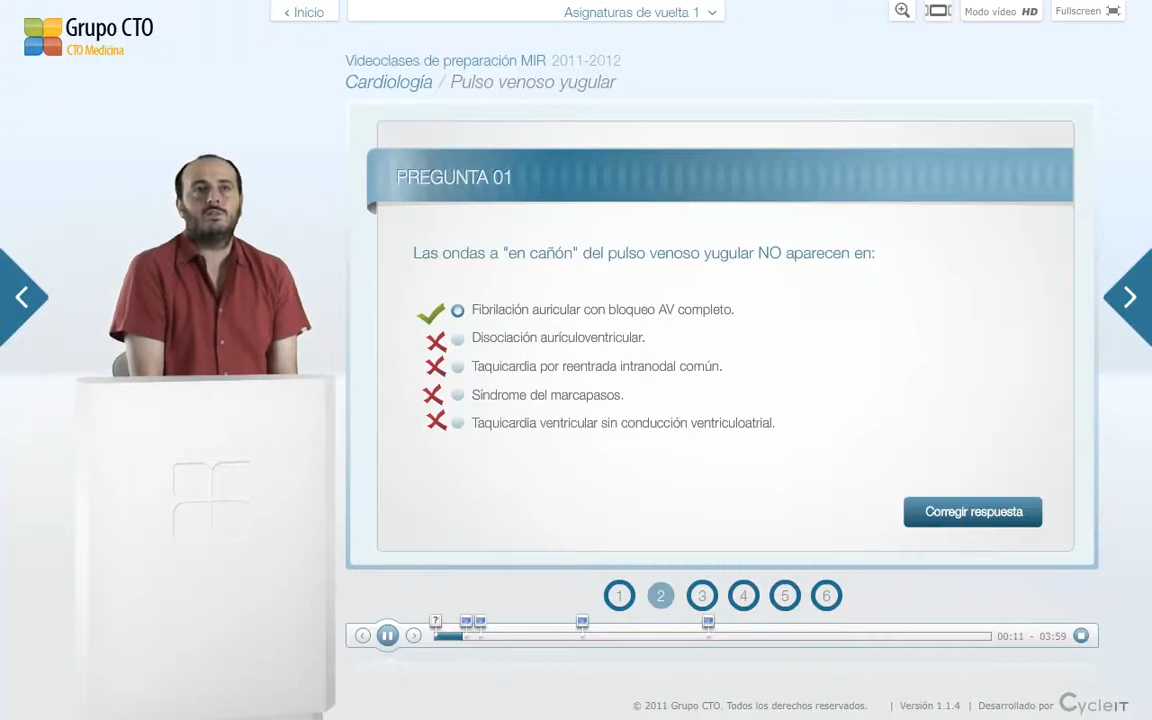 Grupo CTO
CTO Medicina
‹ Inicio
Asignaturas de vuelta 1
Modo vídeo HD
Fullscreen
Videoclases de preparación MIR 2011-2012
Cardiología / Pulso venoso yugular
PREGUNTA 01
Las ondas a "en cañón" del pulso venoso yugular NO aparecen en:
Fibrilación auricular con bloqueo AV completo.
Disociación aurículoventricular.
Taquicardia por reentrada intranodal común.
Síndrome del marcapasos.
Taquicardia ventricular sin conducción ventriculoatrial.
Corregir respuesta
1 2 3 4 5 6
?
00:11 - 03:59
© 2011 Grupo CTO. Todos los derechos reservados. | Versión 1.1.4 | Desarrollado por CycleIT